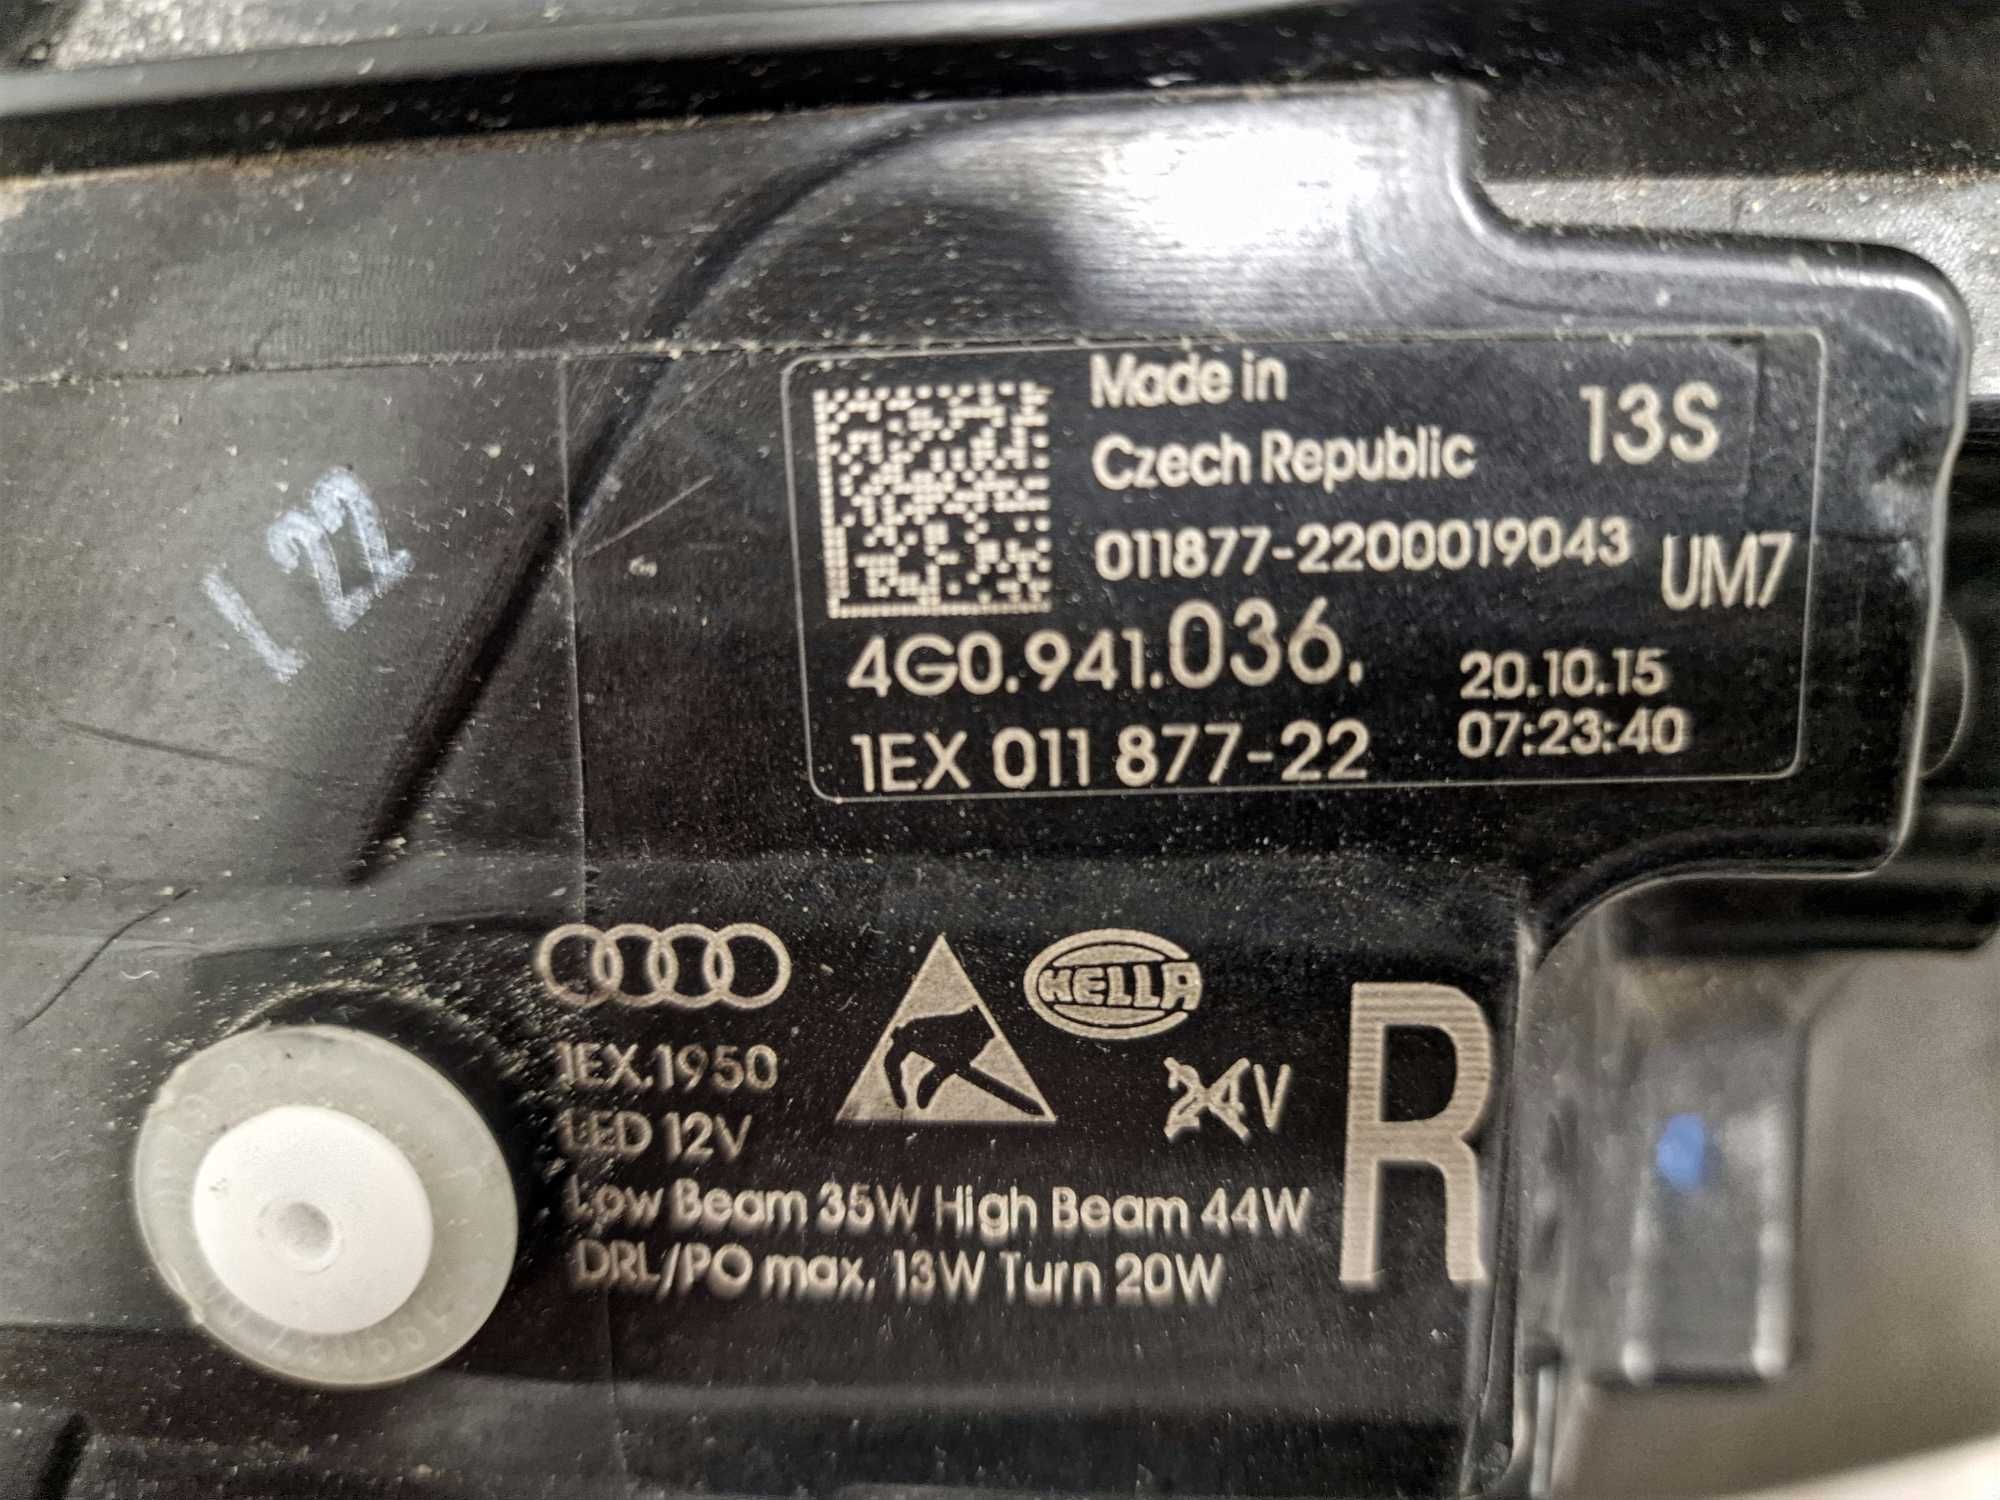 Made in
Czech Republic
13S
011877-2200019043
UM7
4G0.941.036.
20.10.15
1EX 011 877-22
07:23:40
122
HELLA
1EX.1950
24V
R
LED 12V
Low Beam 35W High Beam 44W
DRL/PO max. 13W Turn 20W